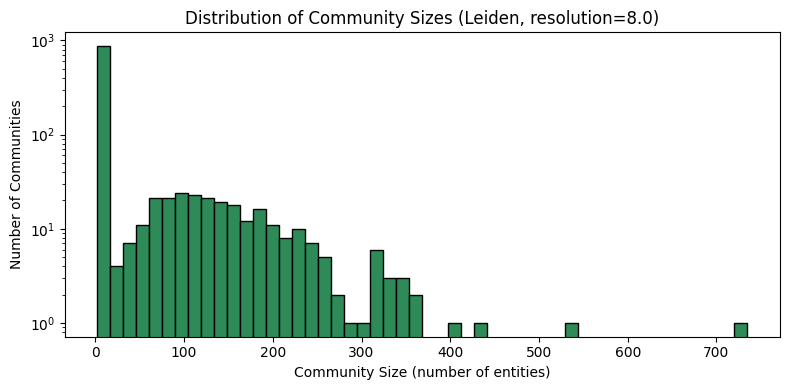 Distribution of Community Sizes (Leiden, resolution=8.0)
Number of Communities
10³
10²
10¹
10⁰
0 100 200 300 400 500 600 700
Community Size (number of entities)